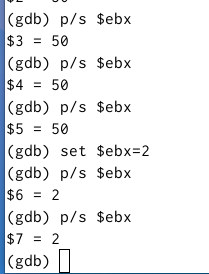 (gdb) p/s $ebx
$3 = 50
(gdb) p/s $ebx
$4 = 50
(gdb) p/s $ebx
$5 = 50
(gdb) set $ebx=2
(gdb) p/s $ebx
$6 = 2
(gdb) p/s $ebx
$7 = 2
(gdb)